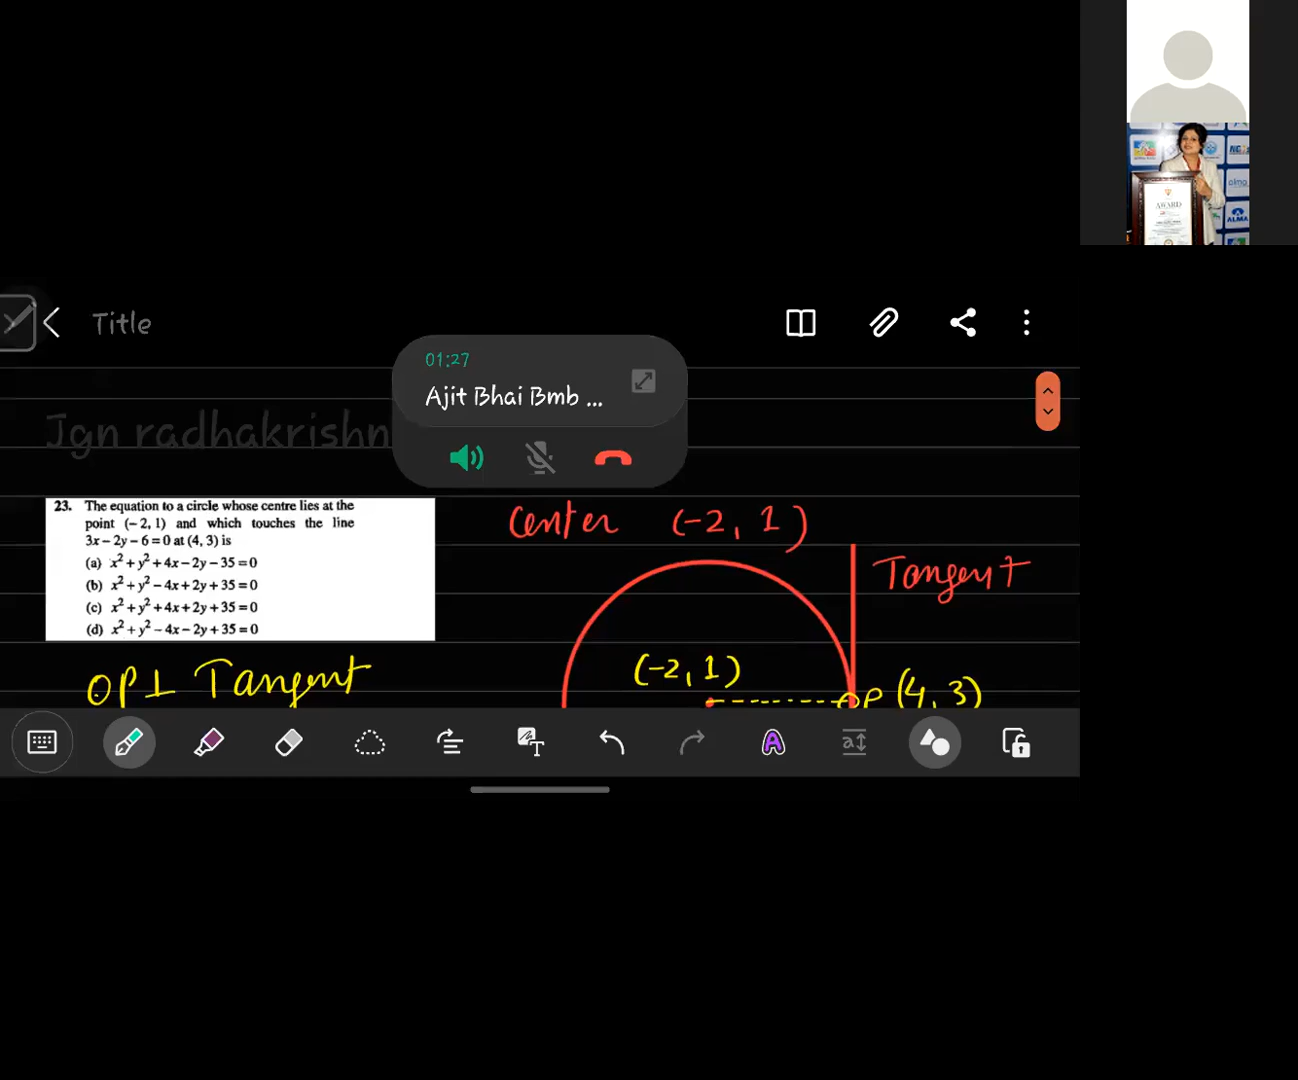 AWARD
ALMA
Title
01:27
Ajit Bhai Bmb ...
Jgn radhakrishn
23. The equation to a circle whose centre lies at the
point (– 2, 1) and which touches the line
3x – 2y – 6 = 0 at (4, 3) is
(a) x² + y² + 4x – 2y – 35 = 0
(b) x² + y² – 4x + 2y + 35 = 0
(c) x² + y² + 4x + 2y + 35 = 0
(d) x² + y² – 4x – 2y + 35 = 0
Center (-2, 1)
Tangent
(-2, 1)
P (4, 3)
OP⊥ Tangent